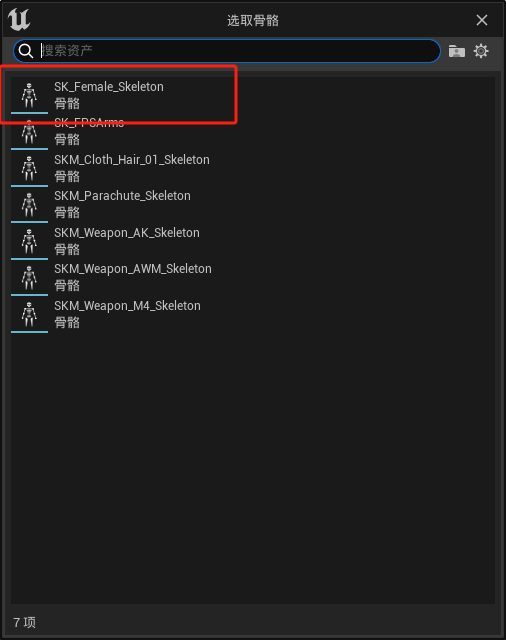 选取骨骼
搜索资产
SK_Female_Skeleton
骨骼
SK_FPSArms
骨骼
SKM_Cloth_Hair_01_Skeleton
骨骼
SKM_Parachute_Skeleton
骨骼
SKM_Weapon_AK_Skeleton
骨骼
SKM_Weapon_AWM_Skeleton
骨骼
SKM_Weapon_M4_Skeleton
骨骼
7 项